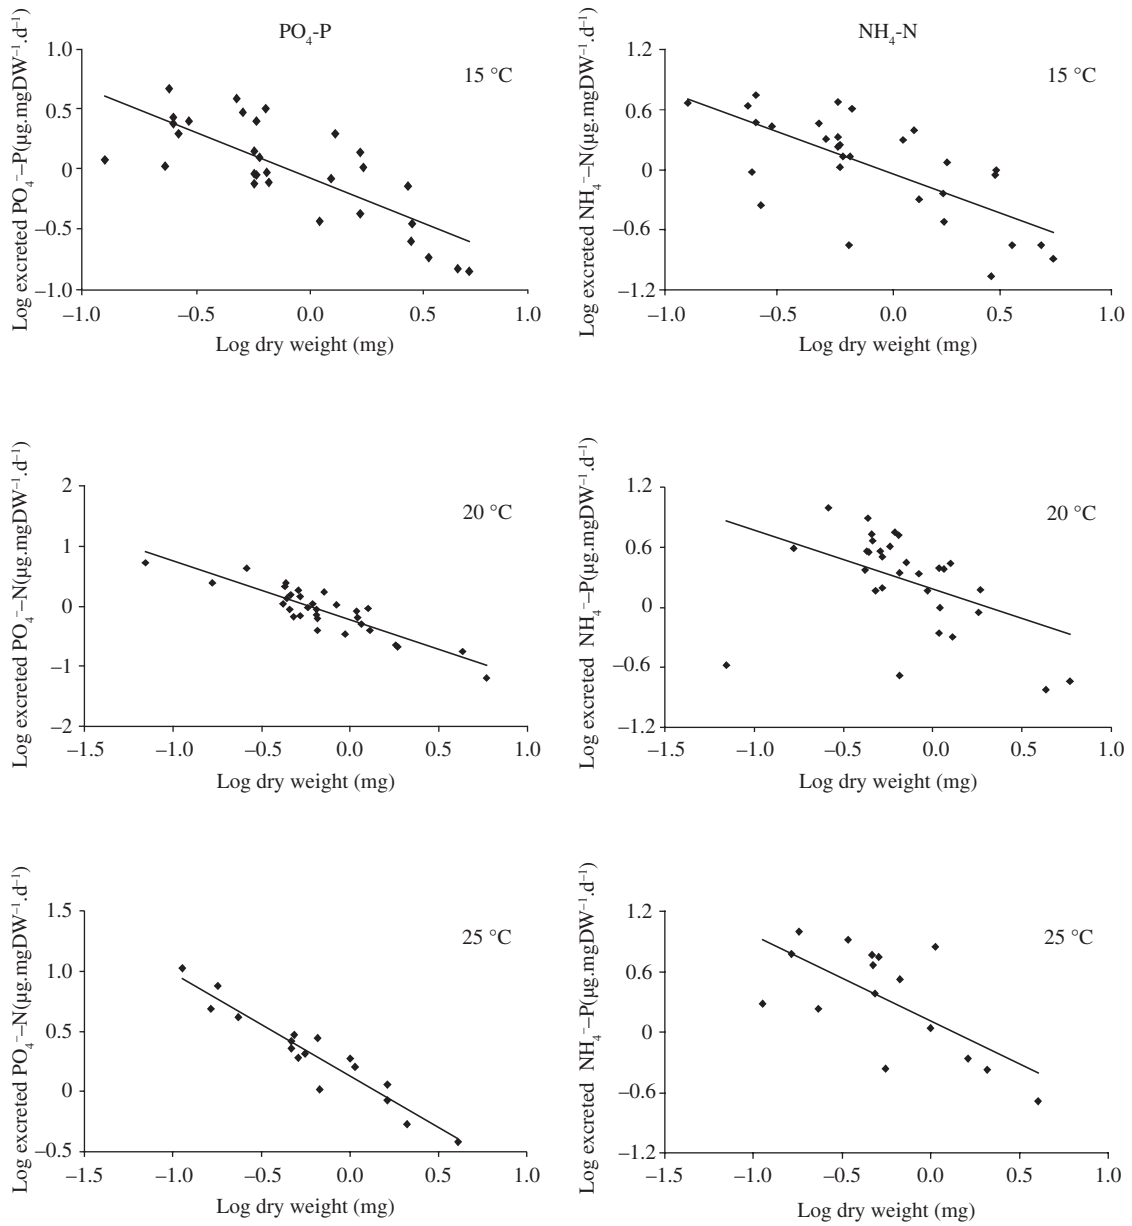 PO₄-P
NH₄-N
Log excreted PO₄⁻–P(µg.mgDW⁻¹.d⁻¹)
1.0
0.5
0
–0.5
–1.0
15 °C
–1.0 –0.5 0.0 0.5 1.0
Log dry weight (mg)
Log excreted NH₄⁻–N(µg.mgDW⁻¹.d⁻¹)
1.2
0.6
0
–0.6
–1.2
15 °C
–1.0 –0.5 0.0 0.5 1.0
Log dry weight (mg)
Log excreted PO₄⁻–N(µg.mgDW⁻¹.d⁻¹)
2
1
0
–1
–2
20 °C
–1.5 –1.0 –0.5 0.0 0.5 1.0
Log dry weight (mg)
Log excreted NH₄⁻–P(µg.mgDW⁻¹.d⁻¹)
1.2
0.6
0
–0.6
–1.2
20 °C
–1.5 –1.0 –0.5 0.0 0.5 1.0
Log dry weight (mg)
Log excreted PO₄⁻–N(µg.mgDW⁻¹.d⁻¹)
1.5
1.0
0.5
0
–0.5
25 °C
–1.5 –1.0 –0.5 0.0 0.5 1.0
Log dry weight (mg)
Log excreted NH₄⁻–P(µg.mgDW⁻¹.d⁻¹)
1.2
0.6
0
–0.6
–1.2
25 °C
–1.5 –1.0 –0.5 0.0 0.5 1.0
Log dry weight (mg)